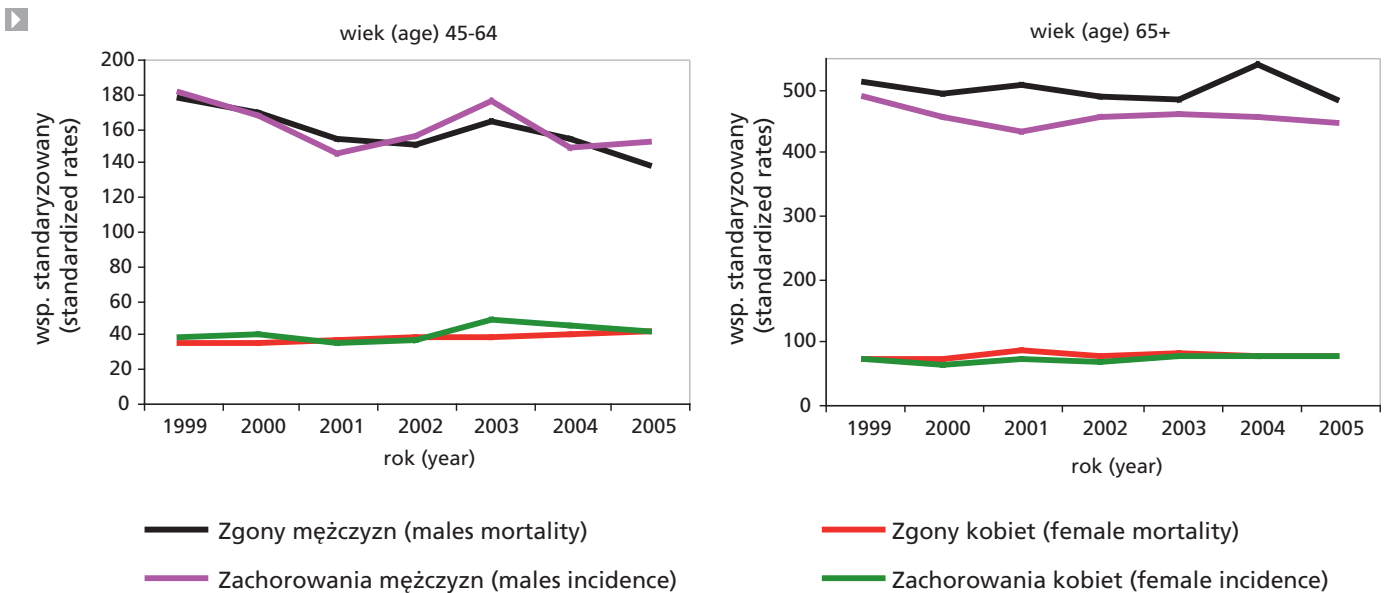 wiek (age) 45-64
wsp. standaryzowany
(standardized rates)
200
180
160
140
120
100
80
60
40
20
0
1999 2000 2001 2002 2003 2004 2005
rok (year)
wiek (age) 65+
wsp. standaryzowany
(standardized rates)
500
400
300
200
100
0
1999 2000 2001 2002 2003 2004 2005
rok (year)
Zgony mężczyzn (males mortality)
Zgony kobiet (female mortality)
Zachorowania mężczyzn (males incidence)
Zachorowania kobiet (female incidence)